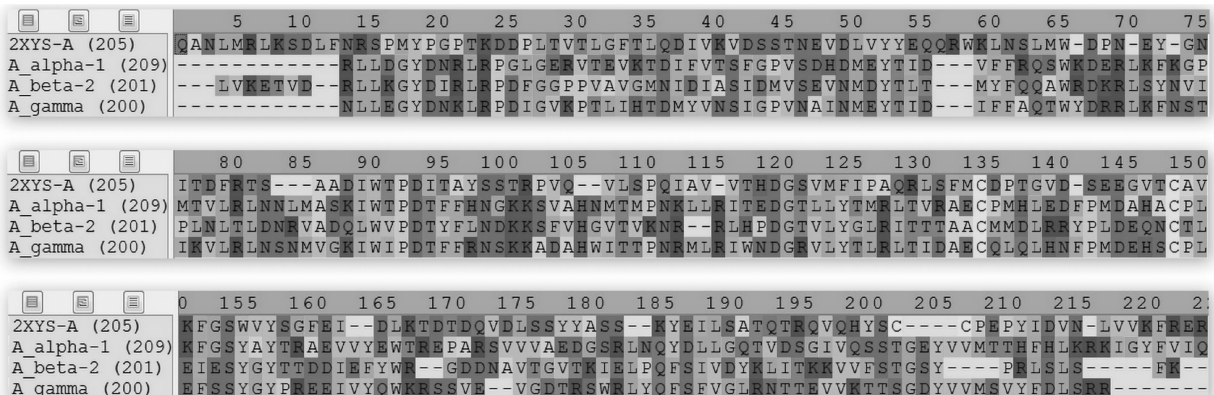 5 10 15 20 25 30 35 40 45 50 55 60 65 70 75
2XYS-A (205) QANLMRLKSDLFNRSPMYPGPTKDDPLTVTLGFTLQDIVKVDSSTNEVDLVYYEQQRWKLNSLMW-DPN-EY-GN
A_alpha-1 (209) ------------RLLDGYDNRLRPGLGERVTEVKTDIFVTSFGPVSDHDMEYTID---VFFRQSWKDERLKFKGP
A_beta-2 (201) ---LVKETVD--RLLKGYDIRLRPDFGGPPVAVGMNIDIASIDMVSNVNMDYTLT---MYFQQAWRDKRLSYNVI
A_gamma (200) ------------NLLEGYDNKLRPDIGVKPTLIHTDMYVNSIGPVNAINMEYTID---IFFAQTWYDRRLKFNST
80 85 90 95 100 105 110 115 120 125 130 135 140 145 150
2XYS-A (205) ITDFRTS---AADIWTPDITAYSSTRPVQ--VLSPQIAV-VTHDGSVMFIPAQRLSFMCDPTGVD-SEEGVTCAV
A_alpha-1 (209) MTVLRLNNLMASKIWTPDTFFHNGKKSVAHNMTMPNKLLRITEDGTLLYTMRLTVRAECPMHLEDFPMDAHACPL
A_beta-2 (201) PLNLTLDNRVADQLWVPDTYFLNDKKSFVHGVTVKNR--RLHPDGTVLYGLRITTTAACMMDLRRYPLDEQNCTL
A_gamma (200) IKVLRLNSNMVGKIWIPDTFFRNSKKADAHWITTPNRMLRIWNDGRVLYTLRLTIDAECQLQLHNFPMDEHSCPL
0 155 160 165 170 175 180 185 190 195 200 205 210 215 220 2
2XYS-A (205) KFGSWVYSGFEI--DLKTDTDQVDLSSYYASS--KYEILSATQTRQVQHYSC----CPEPYIDVN-LVVKFRER
A_alpha-1 (209) KFGSYAYTRAEVVYEWTREPARSVVVAEDGSRLNQYDLLGQTVDSGIVQSSTGEYVVMTTHFHLKRKIGYFVIQ
A_beta-2 (201) EIESYGYTTDDIEFYWR--GDDNAVTGVTKIELPQFSIVDYKLITKKVVFSTGSY-----PRLSLS-----FK--
A_gamma (200) EFSSYGYPREEIVYQWKRSSVE--VGDTRSWRLYQFSFVGLRNTTEVVKTTSGDYVVMSVYFDLSRR-------